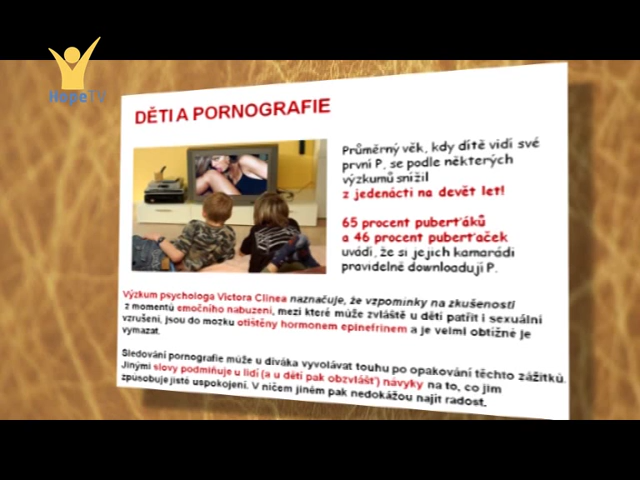 HopeTV
DĚTI A PORNOGRAFIE
Průměrný věk, kdy dítě vidí své
první P, se podle některých
výzkumů snížil
z jedenácti na devět let!
65 procent puberťáků
a 46 procent puberťaček
uvádí, že si jejich kamarádi
pravidelně downloadují P.
Výzkum psychologa Victora Clinea naznačuje, že vzpomínky na zkušenosti
z momentů emočního nabuzení, mezi které může zvláště u dětí patřit i sexuální
vzrušení, jsou do mozku otištěny hormonem epinefrinem a je velmi obtížné je
vymazat.
Sledování pornografie může u diváka vyvolávat touhu po opakování těchto zážitků.
Jinými slovy podmiňuje u lidí (a u dětí pak obzvlášť) návyky na to, co jim
způsobuje jisté uspokojení. V ničem jiném pak nedokážou najít radost.